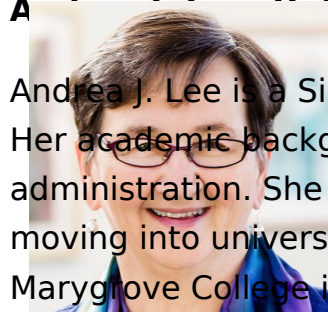 A
Andrea J. Lee is a Si
Her academic backg
administration. She
moving into univers
Marygrove College i